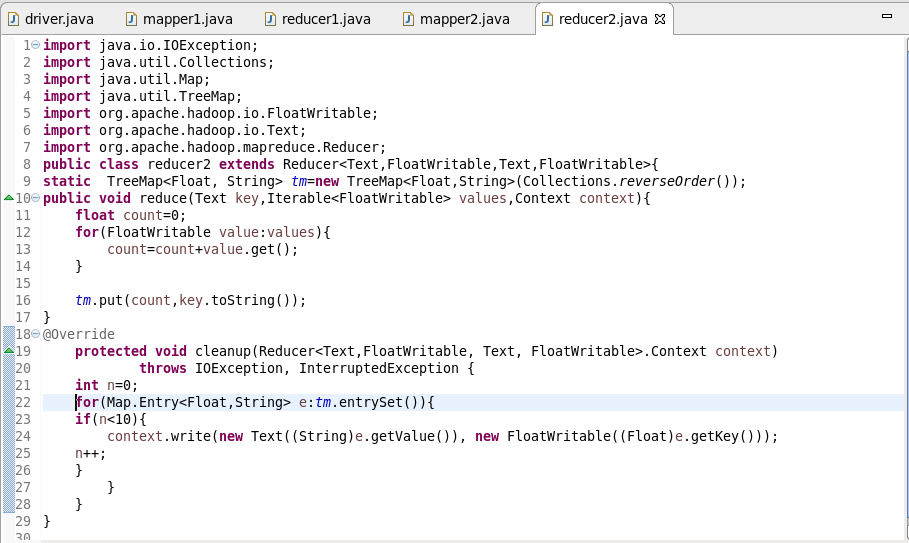 driver.java mapper1.java reducer1.java mapper2.java reducer2.java
1 import java.io.IOException;
2 import java.util.Collections;
3 import java.util.Map;
4 import java.util.TreeMap;
5 import org.apache.hadoop.io.FloatWritable;
6 import org.apache.hadoop.io.Text;
7 import org.apache.hadoop.mapreduce.Reducer;
8 public class reducer2 extends Reducer<Text,FloatWritable,Text,FloatWritable>{
9 static  TreeMap<Float, String> tm=new TreeMap<Float,String>(Collections.reverseOrder());
10 public void reduce(Text key,Iterable<FloatWritable> values,Context context){
11     float count=0;
12     for(FloatWritable value:values){
13         count=count+value.get();
14     }
15
16     tm.put(count,key.toString());
17 }
18 @Override
19     protected void cleanup(Reducer<Text,FloatWritable, Text, FloatWritable>.Context context)
20             throws IOException, InterruptedException {
21     int n=0;
22     for(Map.Entry<Float,String> e:tm.entrySet()){
23     if(n<10){
24         context.write(new Text((String)e.getValue()), new FloatWritable((Float)e.getKey()));
25     n++;
26     }
27         }
28     }
29 }
30